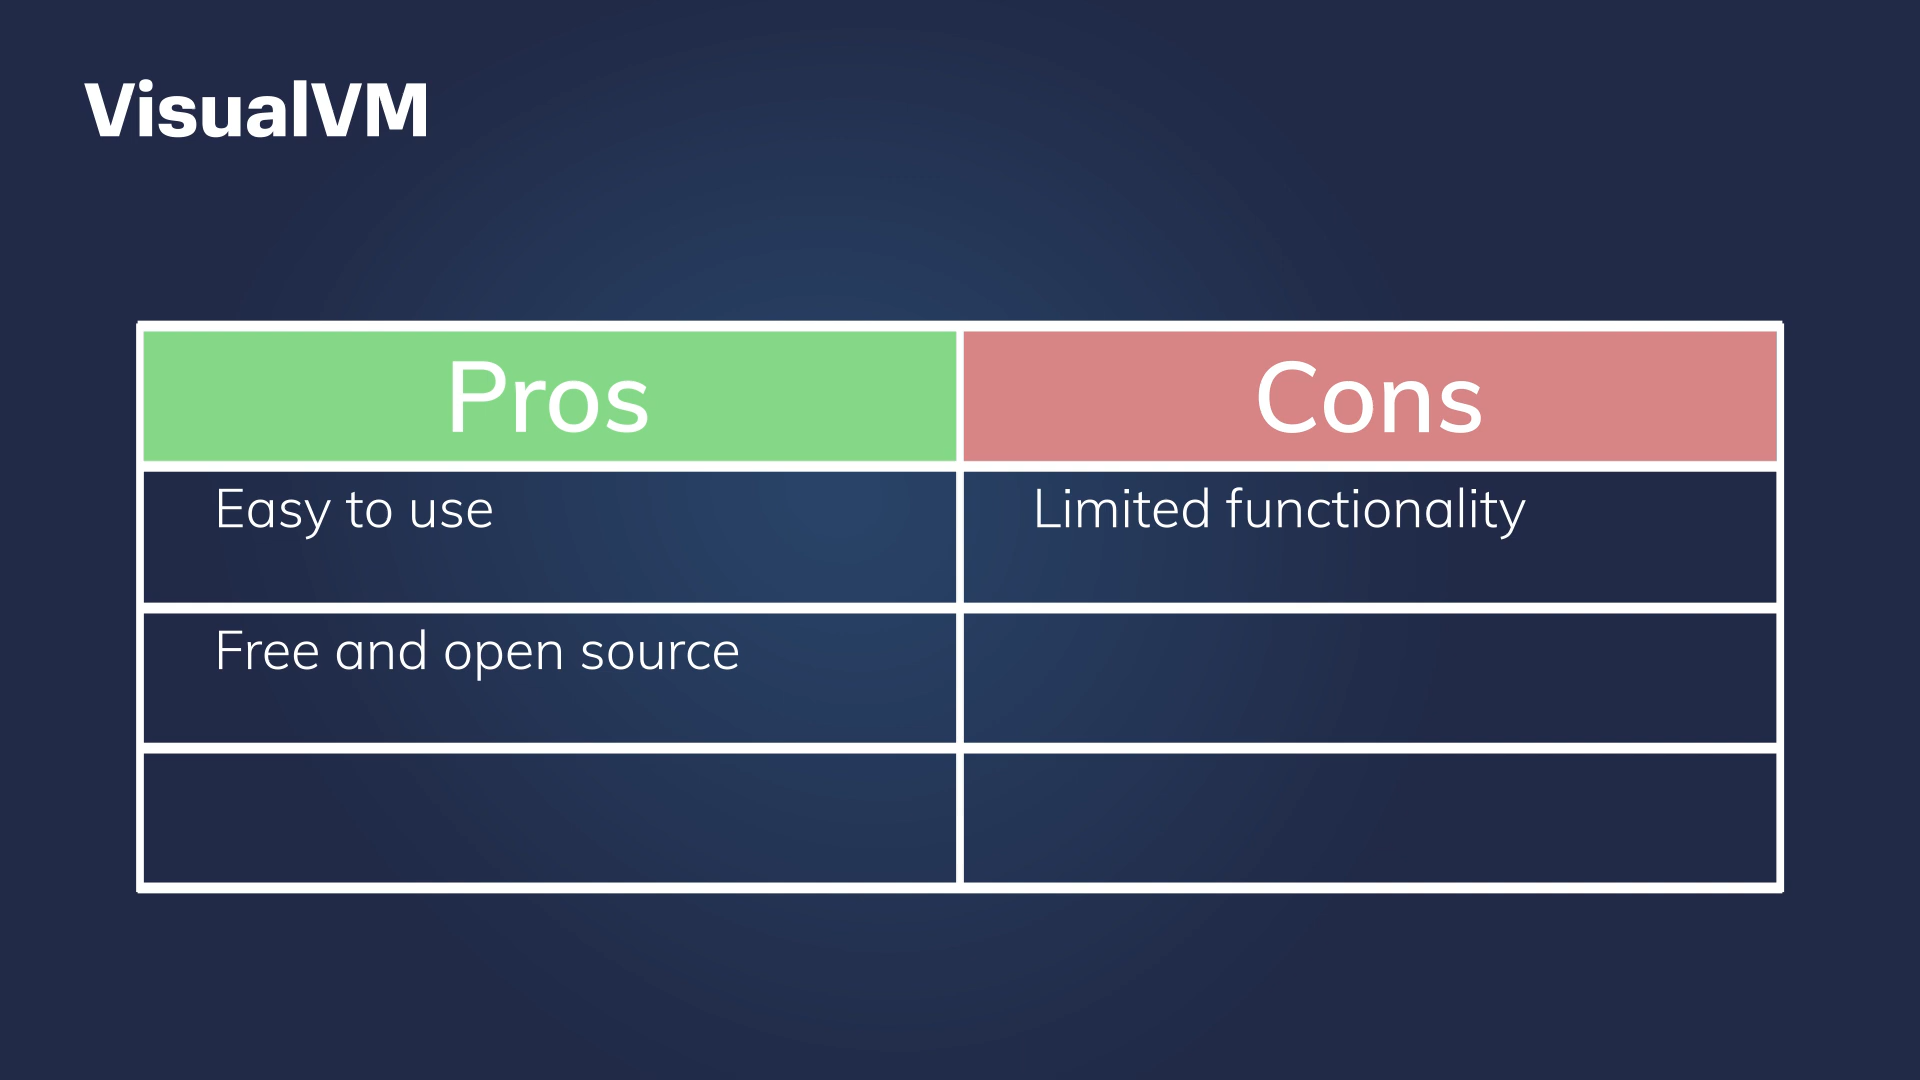 VisualVM
Pros
Cons
Easy to use
Limited functionality
Free and open source